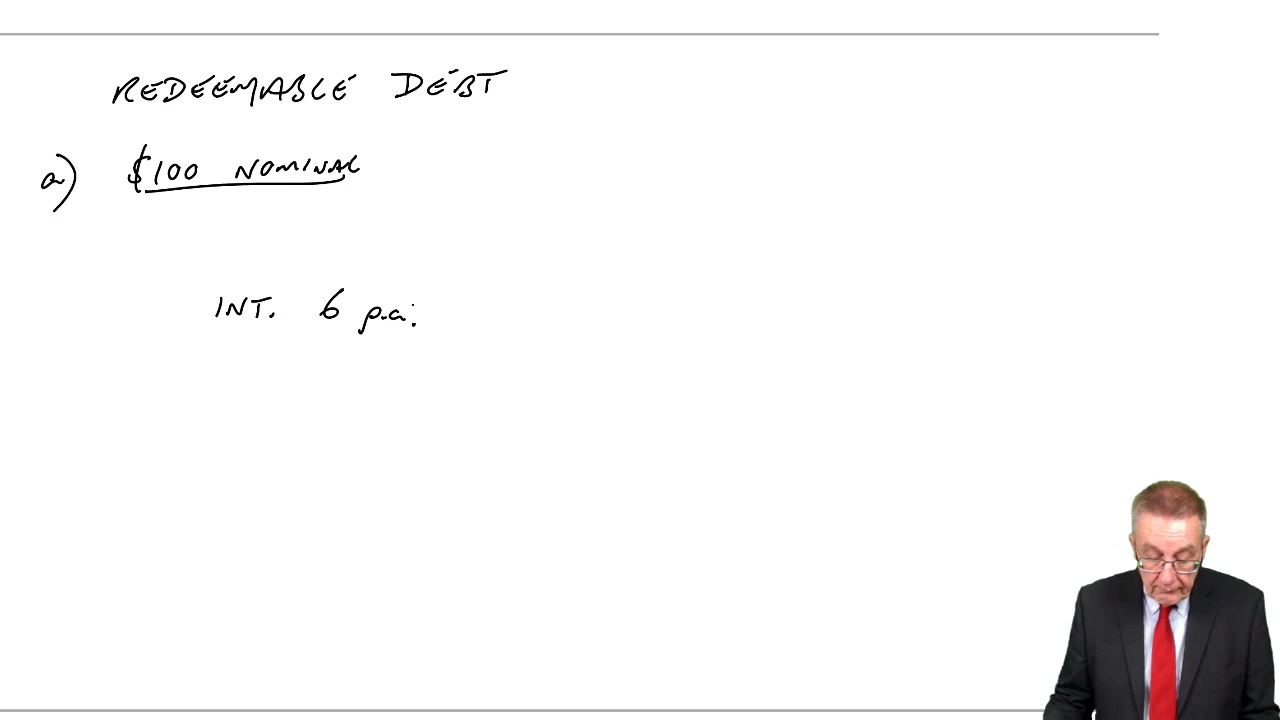 REDEEMABLE DEBT
a) $100 NOMINAL
INT. 6 p.a.